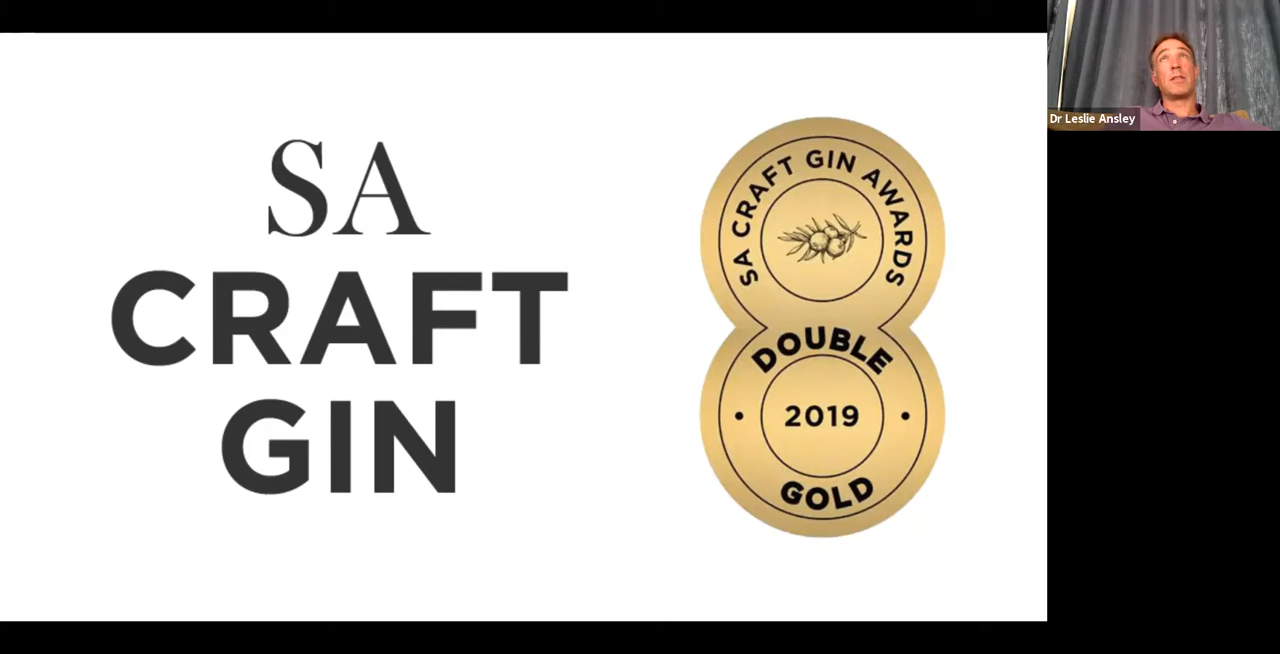 SA
CRAFT
GIN
SA CRAFT GIN AWARDS
DOUBLE
2019
GOLD
Dr Leslie Ansley